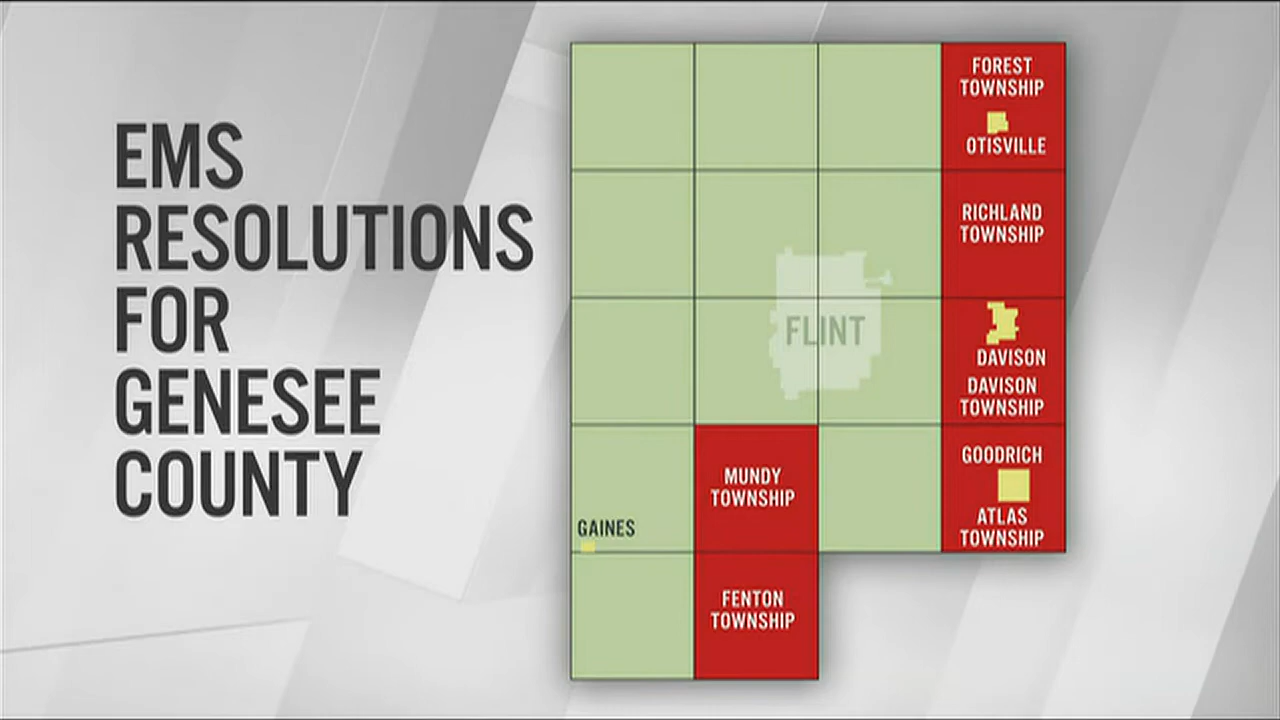 EMS
RESOLUTIONS
FOR
GENESEE
COUNTY
FOREST
TOWNSHIP
OTISVILLE
RICHLAND
TOWNSHIP
FLINT
DAVISON
DAVISON
TOWNSHIP
MUNDY
TOWNSHIP
GOODRICH
ATLAS
TOWNSHIP
GAINES
FENTON
TOWNSHIP